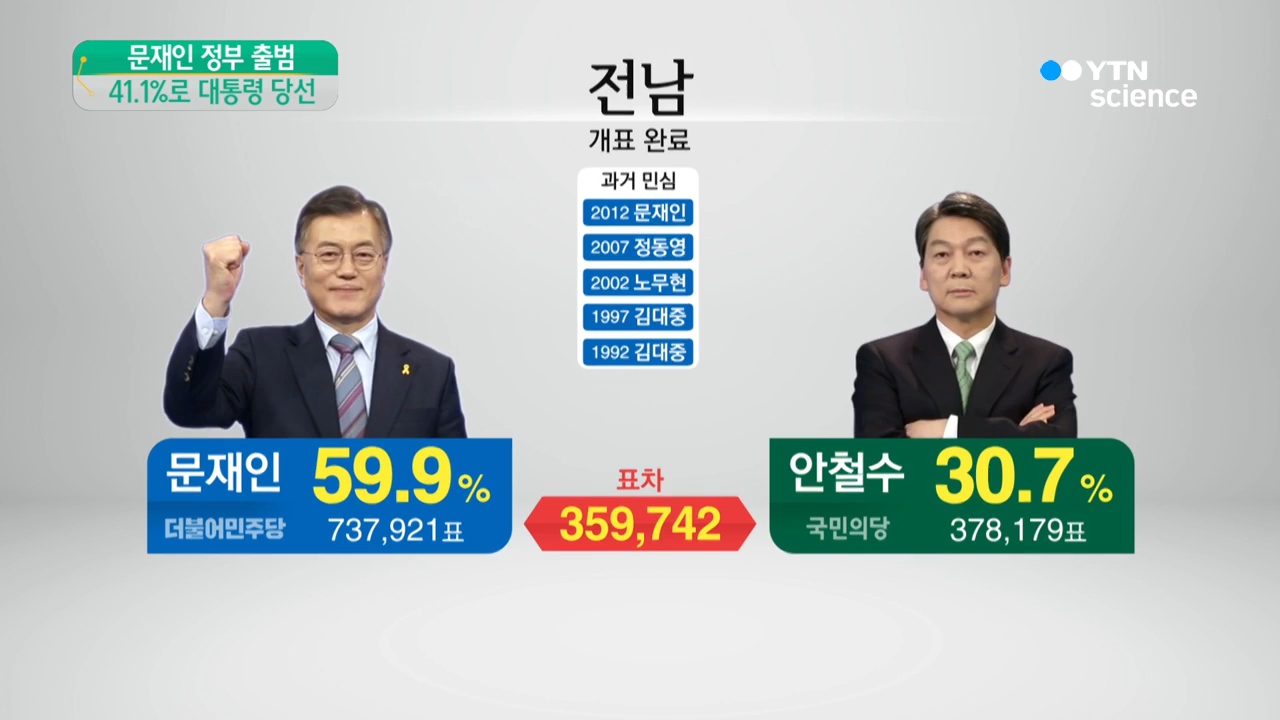 문재인 정부 출범
41.1%로 대통령 당선
YTN
science
전남
개표 완료
과거 민심
2012 문재인
2007 정동영
2002 노무현
1997 김대중
1992 김대중
문재인 59.9%
더불어민주당 737,921표
표차
359,742
안철수 30.7%
국민의당 378,179표